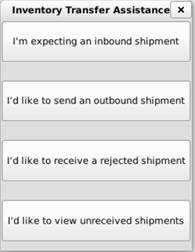 Inventory Transfer Assistance ×
I'm expecting an inbound shipment
I'd like to send an outbound shipment
I'd like to receive a rejected shipment
I'd like to view unreceived shipments